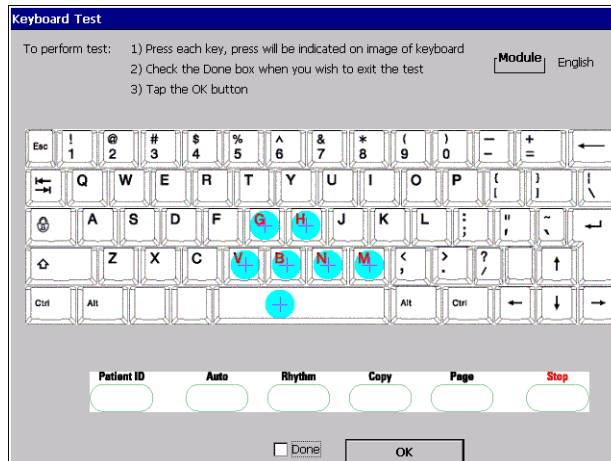 Keyboard Test
To perform test: 1) Press each key, press will be indicated on image of keyboard
2) Check the Done box when you wish to exit the test
3) Tap the OK button
Module English
Esc ! 1 @ 2 # 3 $ 4 % 5 ^ 6 & 7 * 8 ( 9 ) 0 – - + = ←
Q W E R T Y U I O P { [ } ] | \
A S D F G H J K L : ; " , ~ `
Z X C V B N M < , > . ? / ↑
Ctrl Alt Alt Ctrl ← ↓ →
Patient ID Auto Rhythm Copy Page Stop
Done OK